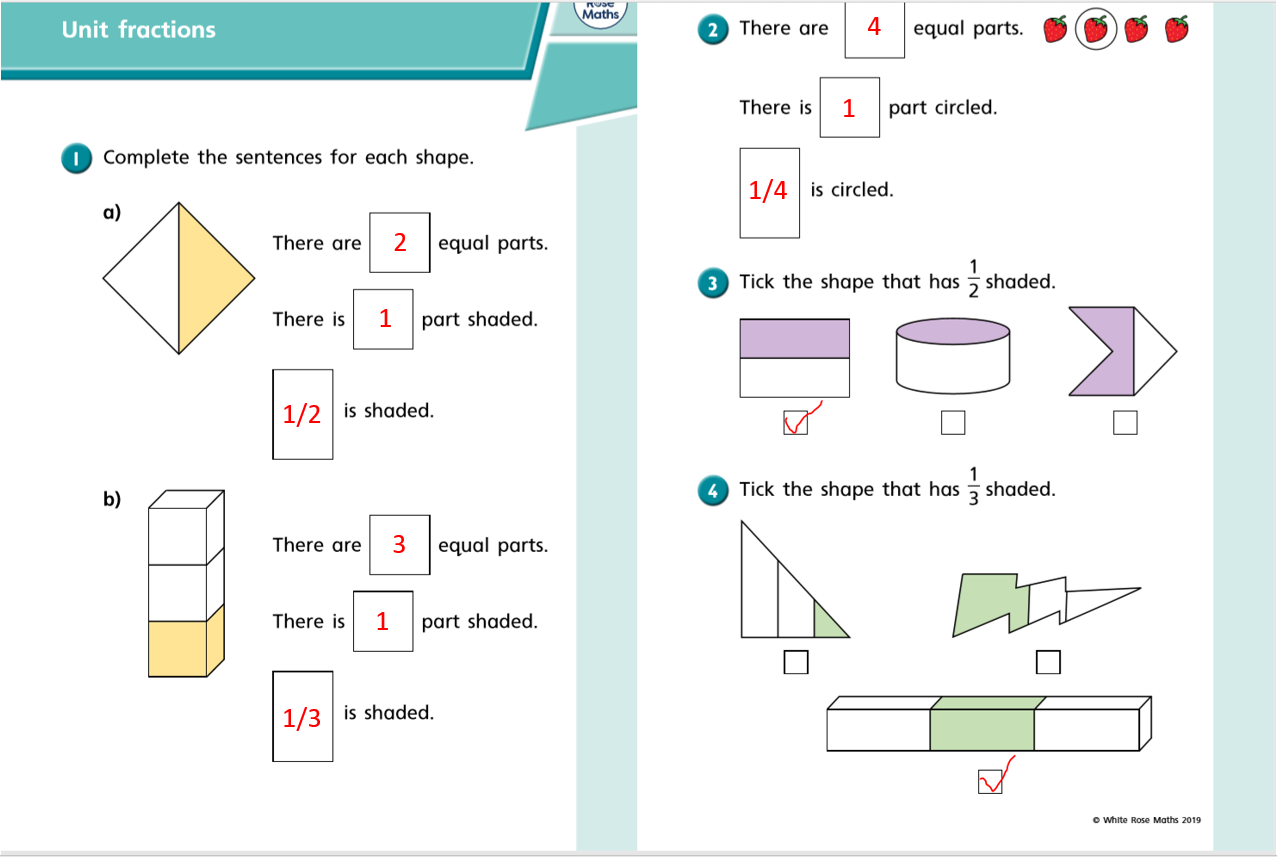 Unit fractions
Rose
Maths
1 Complete the sentences for each shape.
a)
There are 2 equal parts.
There is 1 part shaded.
1/2 is shaded.
b)
There are 3 equal parts.
There is 1 part shaded.
1/3 is shaded.
2 There are 4 equal parts.
There is 1 part circled.
1/4 is circled.
3 Tick the shape that has 1/2 shaded.
4 Tick the shape that has 1/3 shaded.
© White Rose Maths 2019